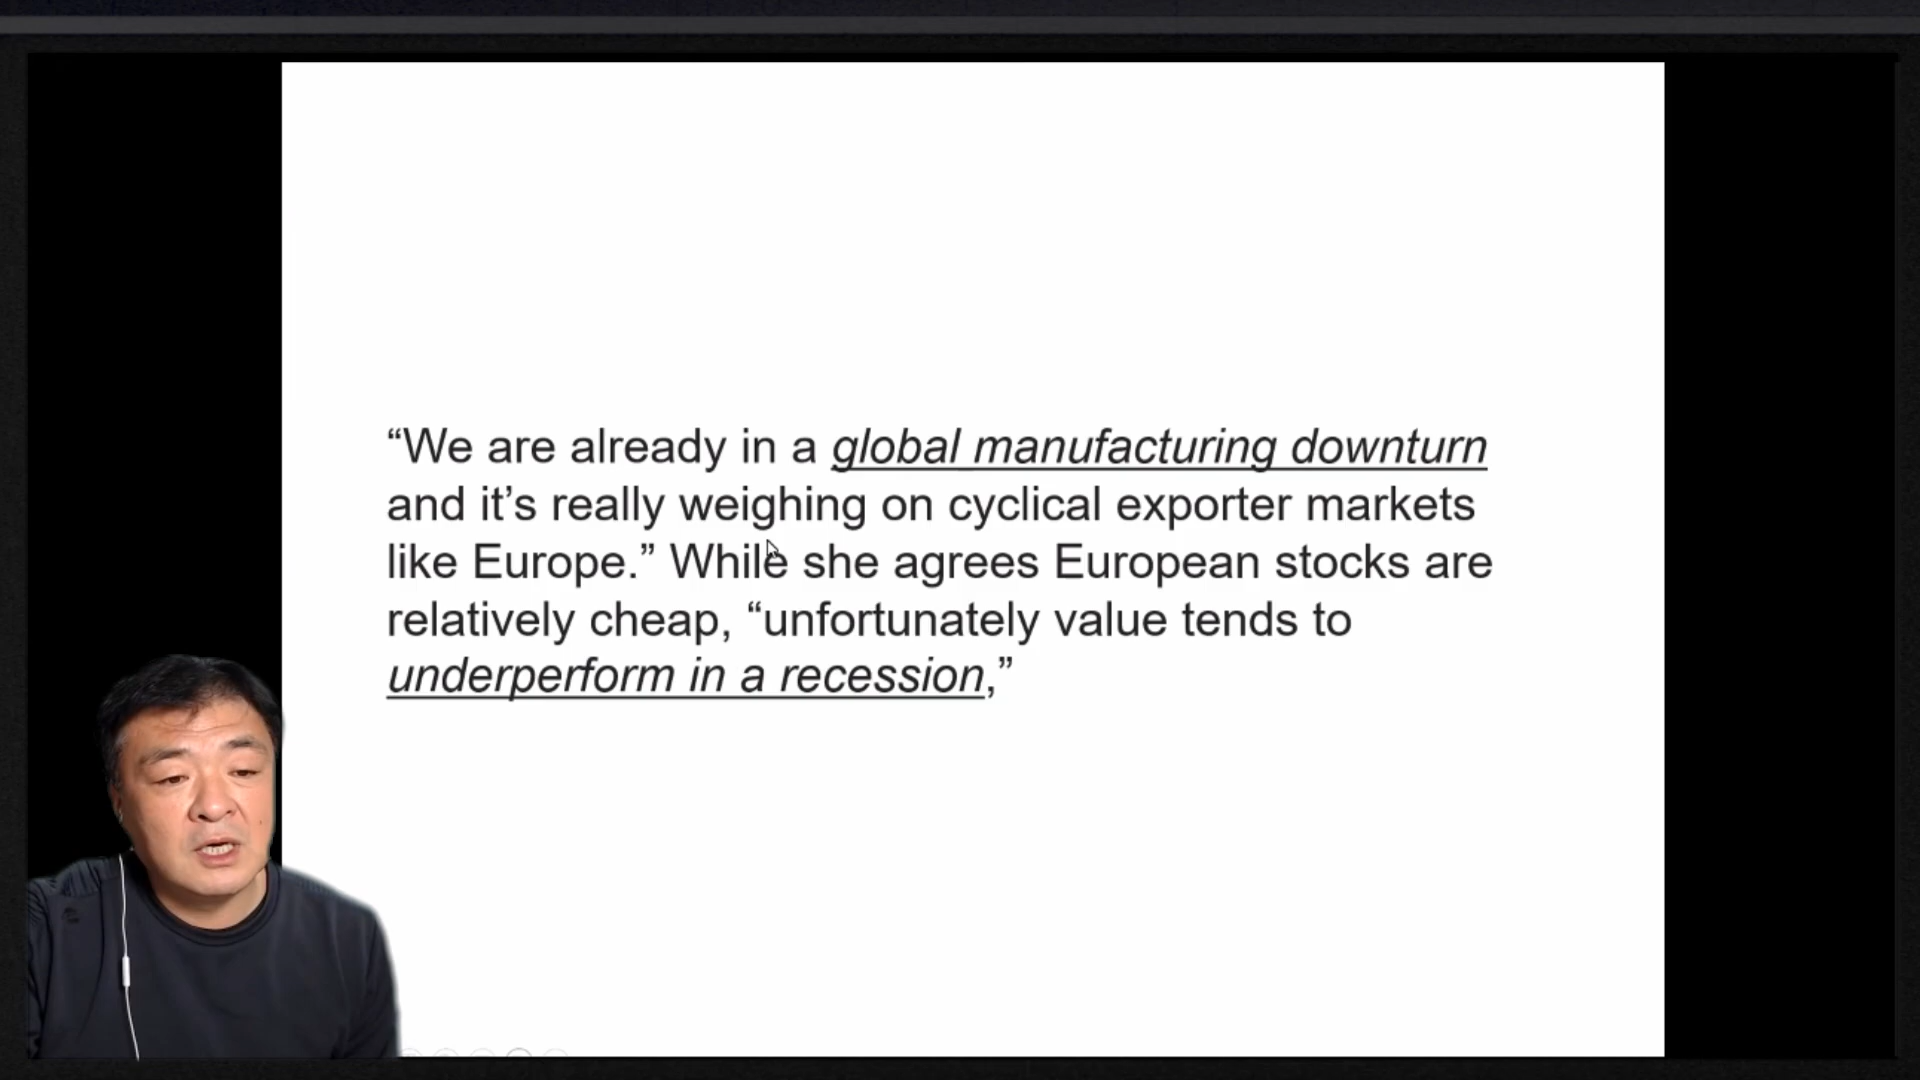 “We are already in a global manufacturing downturn
and it’s really weighing on cyclical exporter markets
like Europe.” While she agrees European stocks are
relatively cheap, “unfortunately value tends to
underperform in a recession,”